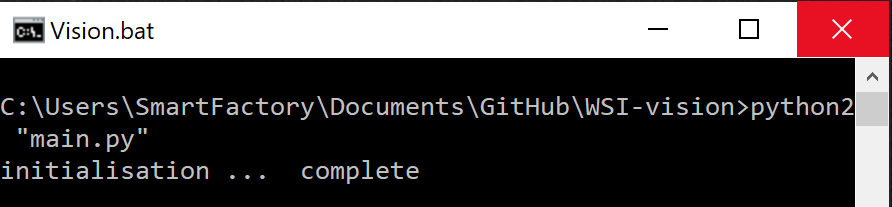 Vision.bat
C:\Users\SmartFactory\Documents\GitHub\WSI-vision>python2
"main.py"
initialisation ...  complete